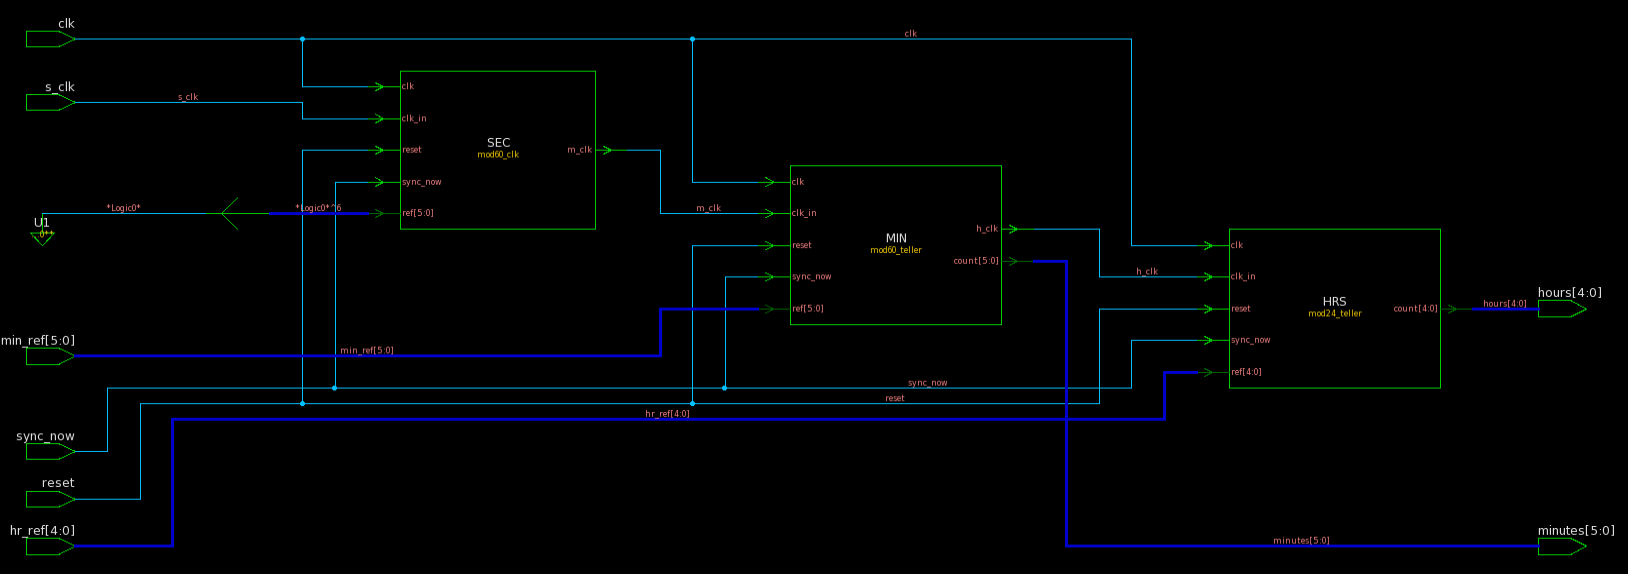 clk
clk
s_clk
s_clk
clk
clk_in
SEC
mod60_clk
reset
m_clk
sync_now
*Logic0*
*Logic0*^6
ref[5:0]
U1
clk
m_clk
clk_in
h_clk
MIN
mod60_teller
reset
count[5:0]
sync_now
ref[5:0]
clk
h_clk
clk_in
HRS
mod24_teller
reset
count[4:0]
hours[4:0]
hours[4:0]
sync_now
ref[4:0]
min_ref[5:0]
min_ref[5:0]
sync_now
reset
hr_ref[4:0]
sync_now
reset
hr_ref[4:0]
minutes[5:0]
minutes[5:0]